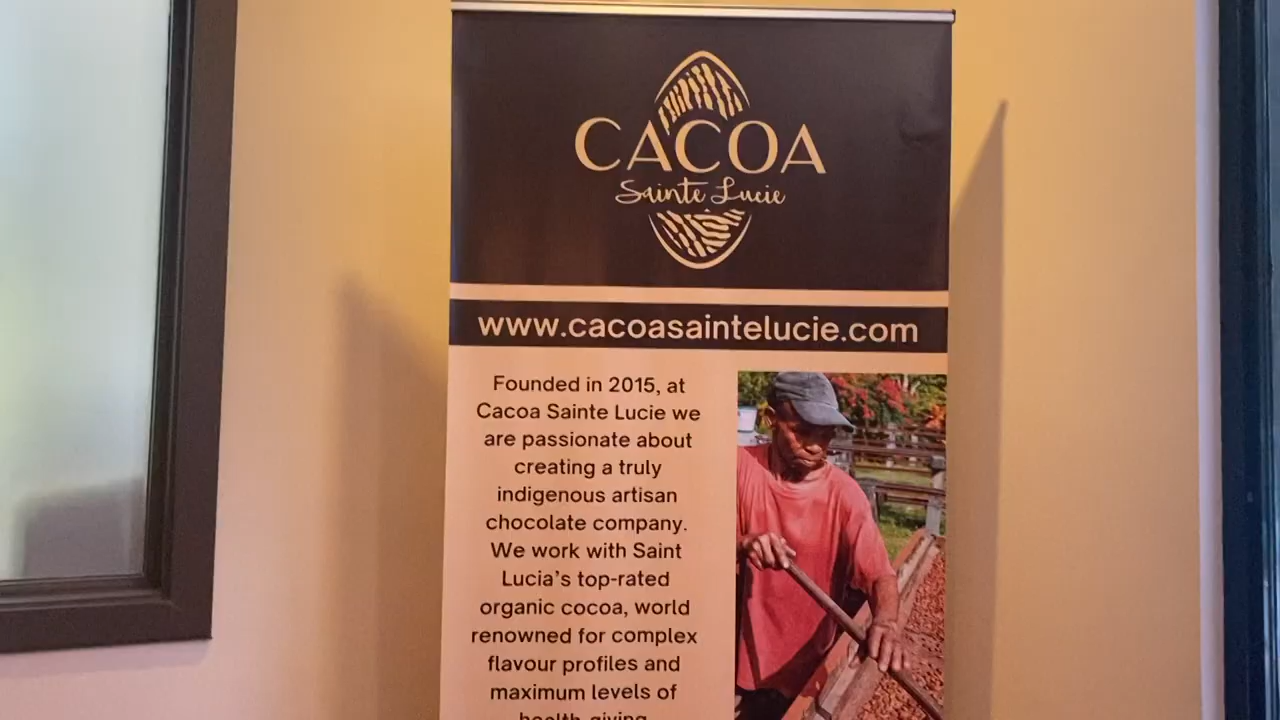 CACOA
Sainte Lucie
www.cacoasaintelucie.com
Founded in 2015, at
Cacoa Sainte Lucie we
are passionate about
creating a truly
indigenous artisan
chocolate company.
We work with Saint
Lucia's top-rated
organic cocoa, world
renowned for complex
flavour profiles and
maximum levels of
health-giving